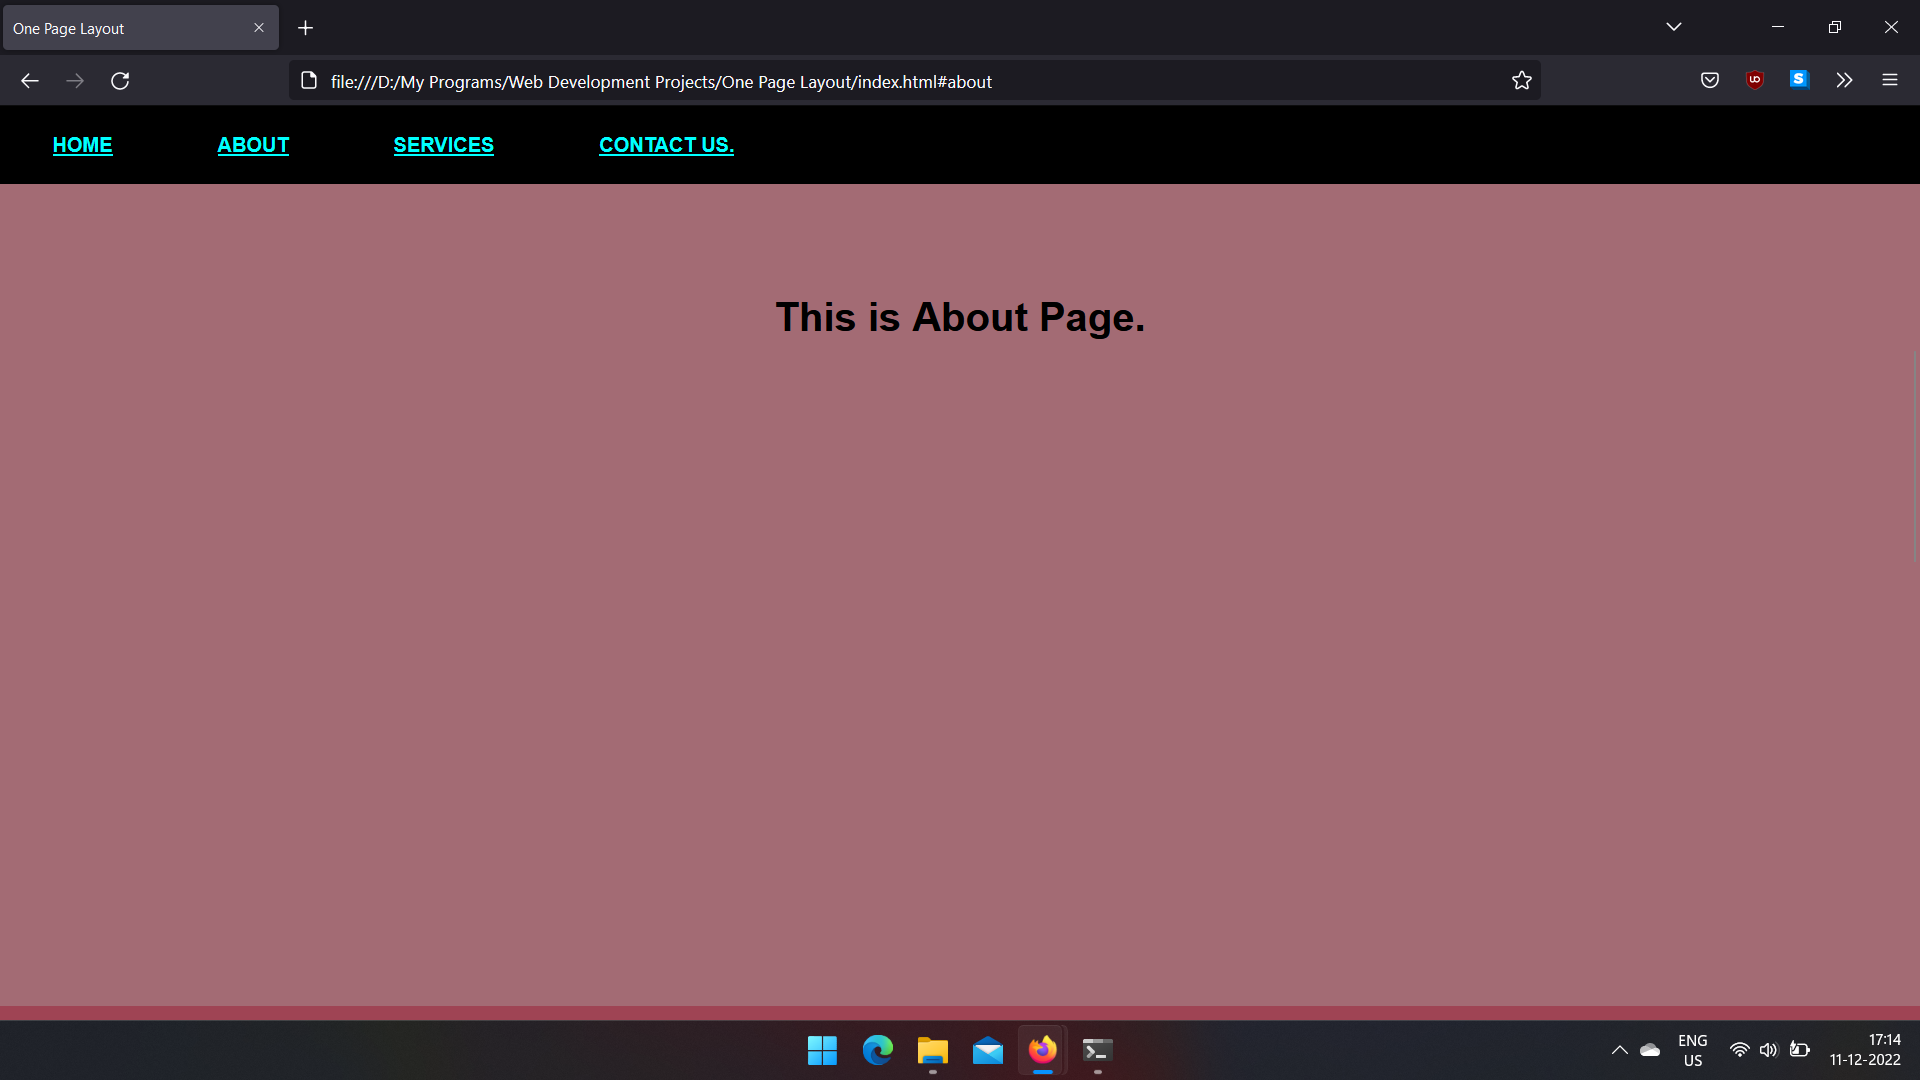 One Page Layout
file:///D:/My Programs/Web Development Projects/One Page Layout/index.html#about
HOME ABOUT SERVICES CONTACT US.
This is About Page.
ENG
US
17:14
11-12-2022